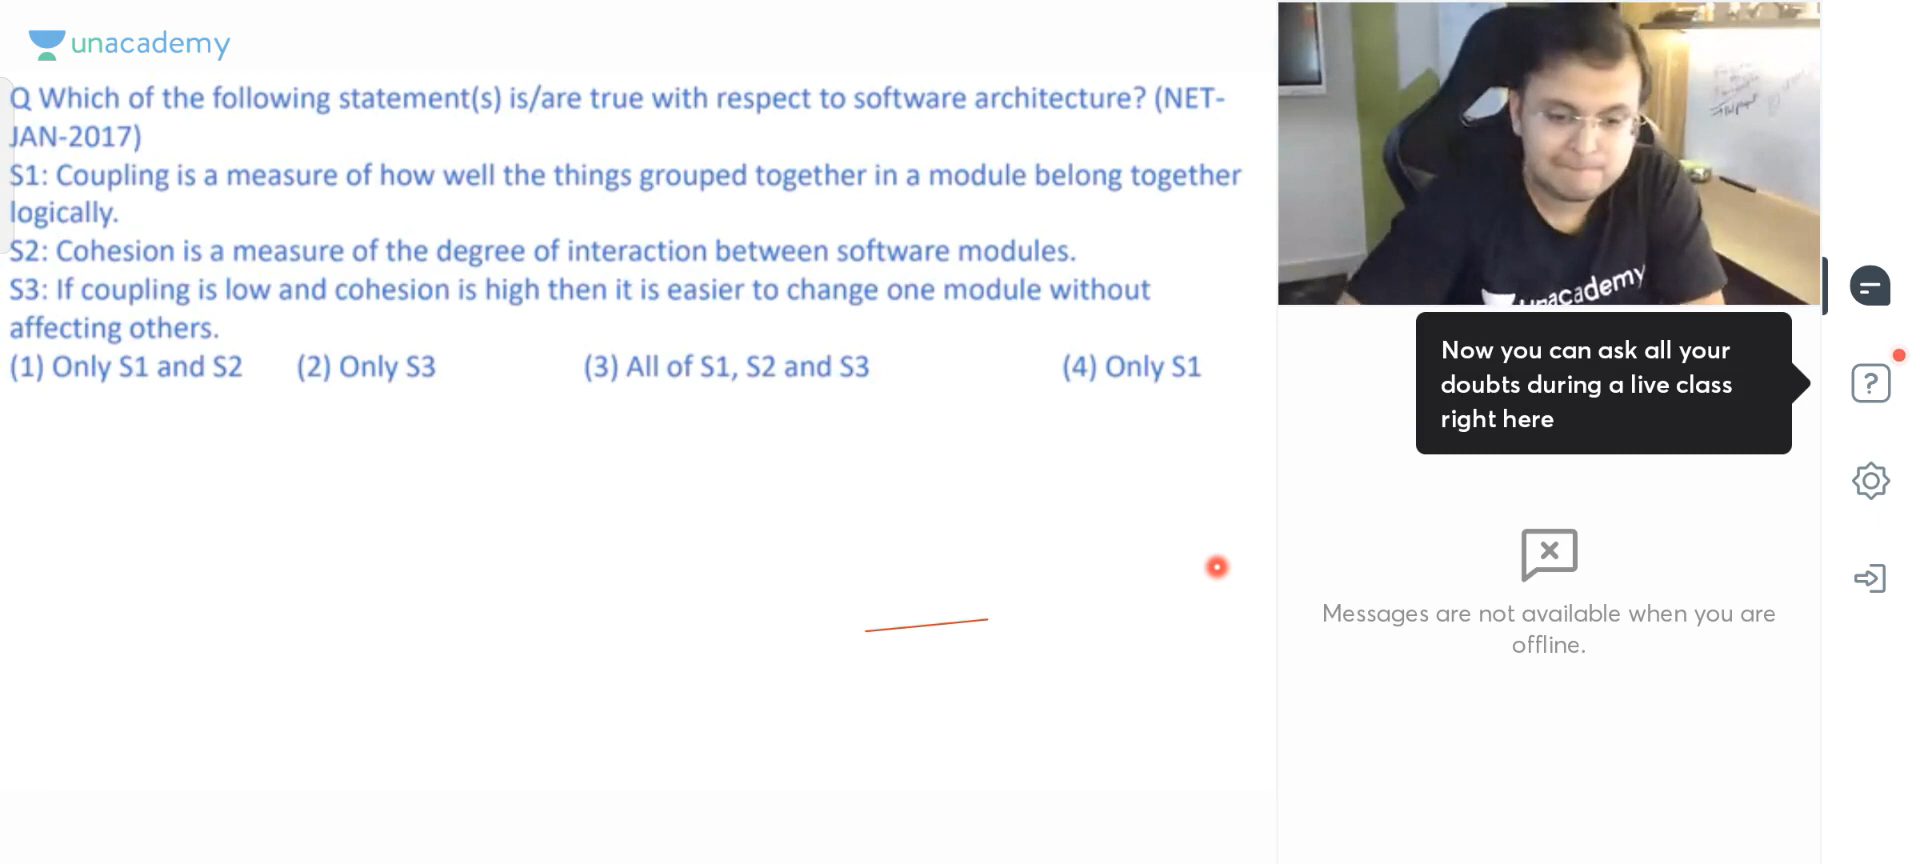 unacademy
Q Which of the following statement(s) is/are true with respect to software architecture? (NET-
JAN-2017)
S1: Coupling is a measure of how well the things grouped together in a module belong together
logically.
S2: Cohesion is a measure of the degree of interaction between software modules.
S3: If coupling is low and cohesion is high then it is easier to change one module without
affecting others.
(1) Only S1 and S2 (2) Only S3 (3) All of S1, S2 and S3 (4) Only S1
unacademy
Now you can ask all your
doubts during a live class
right here
?
Messages are not available when you are
offline.